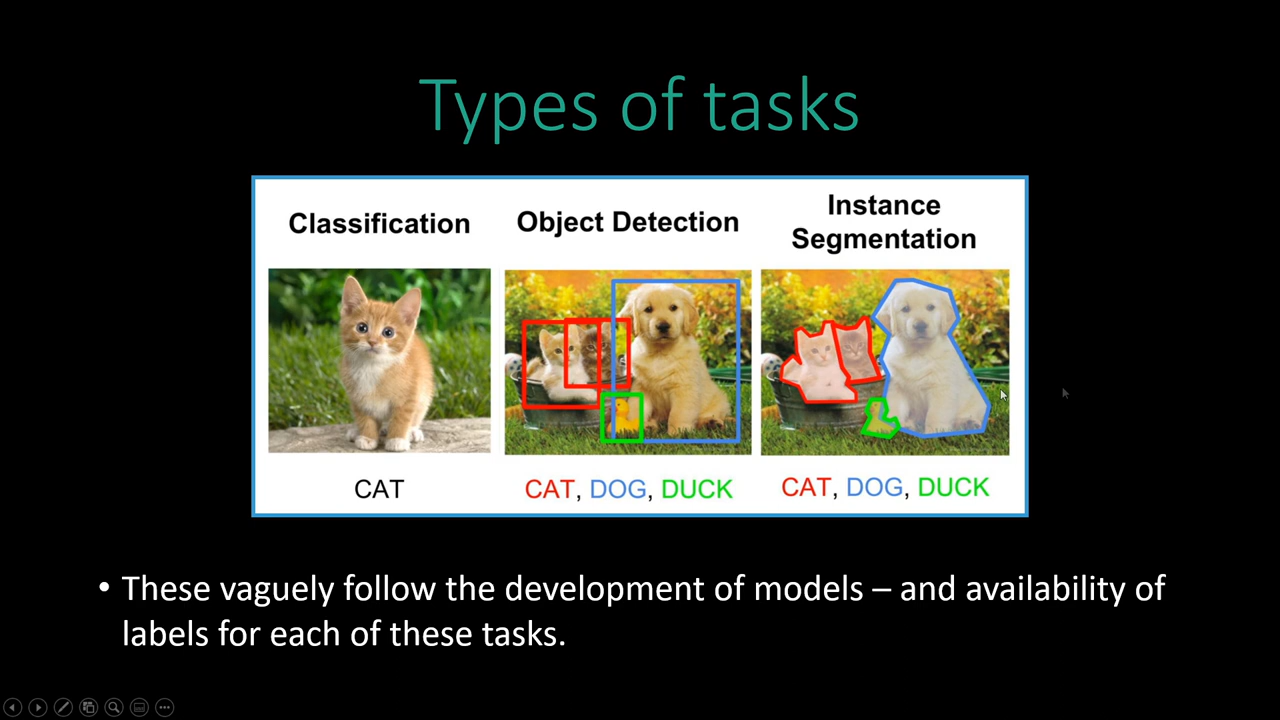 Types of tasks
Classification
Object Detection
Instance
Segmentation
CAT
CAT, DOG, DUCK
CAT, DOG, DUCK
• These vaguely follow the development of models – and availability of
labels for each of these tasks.